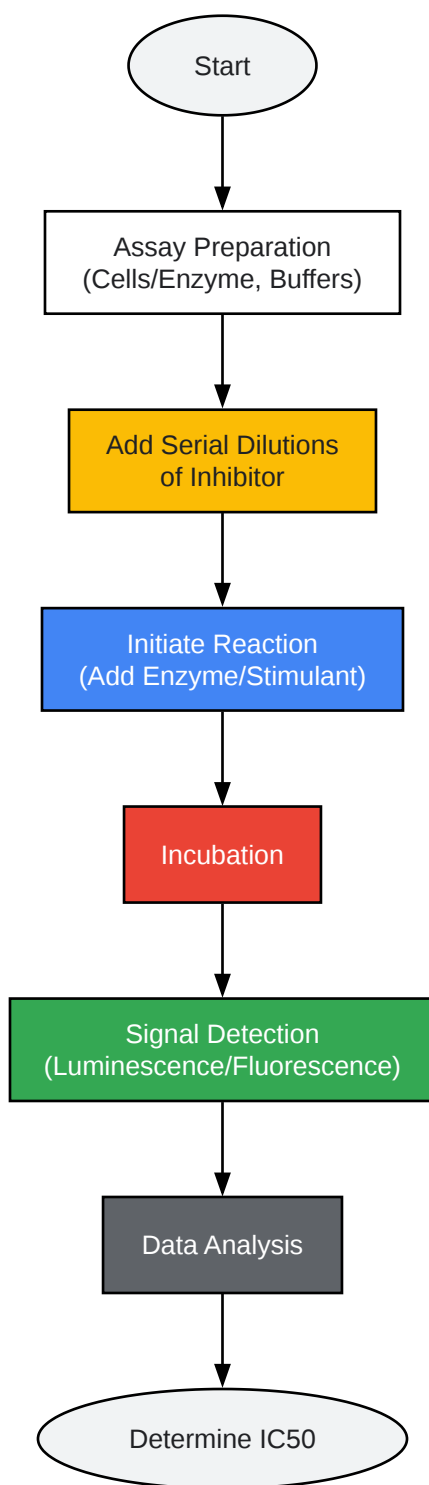 Start
Assay Preparation
(Cells/Enzyme, Buffers)
Add Serial Dilutions
of Inhibitor
Initiate Reaction
(Add Enzyme/Stimulant)
Incubation
Signal Detection
(Luminescence/Fluorescence)
Data Analysis
Determine IC50